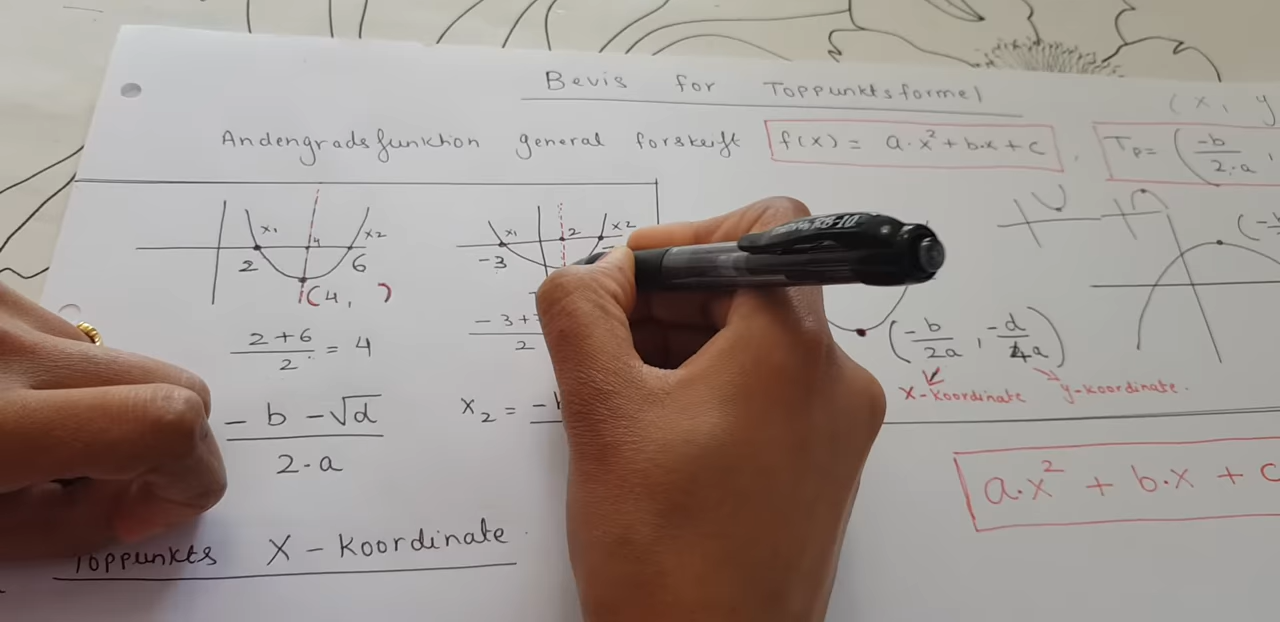 Bevis for Toppunktsformel
(x, y
Andengradsfunktion general forskrift f(x) = a·x²+b·x+c, Tp= (-b/2·a,
x₁ 4 x₂
2 6
(4, )
x₁ 2 x₂
-3
(-
2+6/2 = 4
-3+
2
(-b/2a, -d/4a)
x-koordinate y-koordinate.
-b-√d/2·a
x₂ =
a·x² + b·x + c
Toppunkts X-koordinate